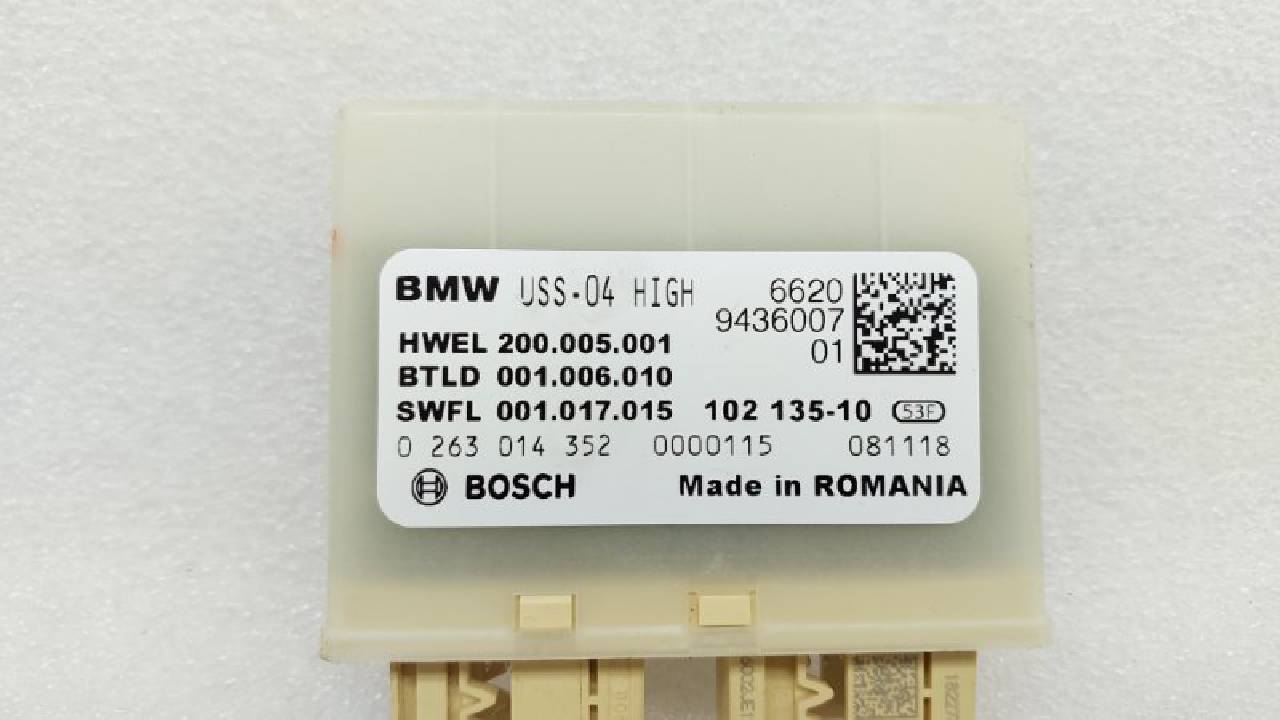 BMW USS-04 HIGH 6620
9436007
HWEL 200.005.001 01
BTLD 001.006.010
SWFL 001.017.015 102 135-10 53F
0 263 014 352 0000115 081118
BOSCH Made in ROMANIA